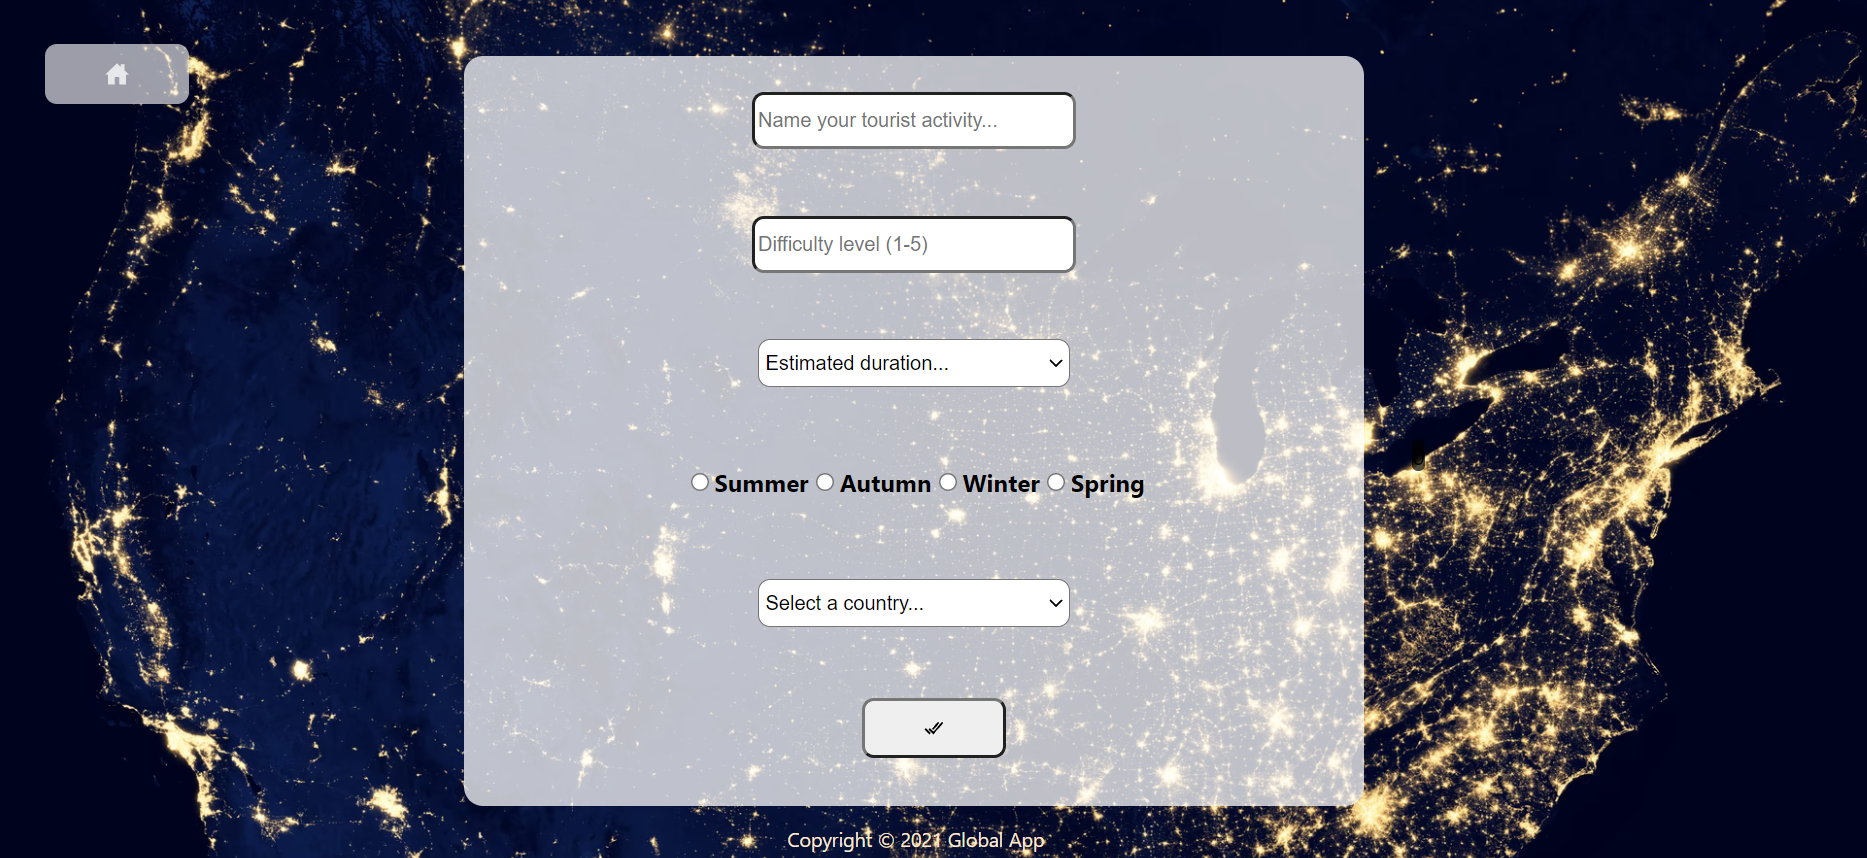 Name your tourist activity...
Difficulty level (1-5)
Estimated duration...
Summer Autumn Winter Spring
Select a country...
Copyright © 2021 Global App